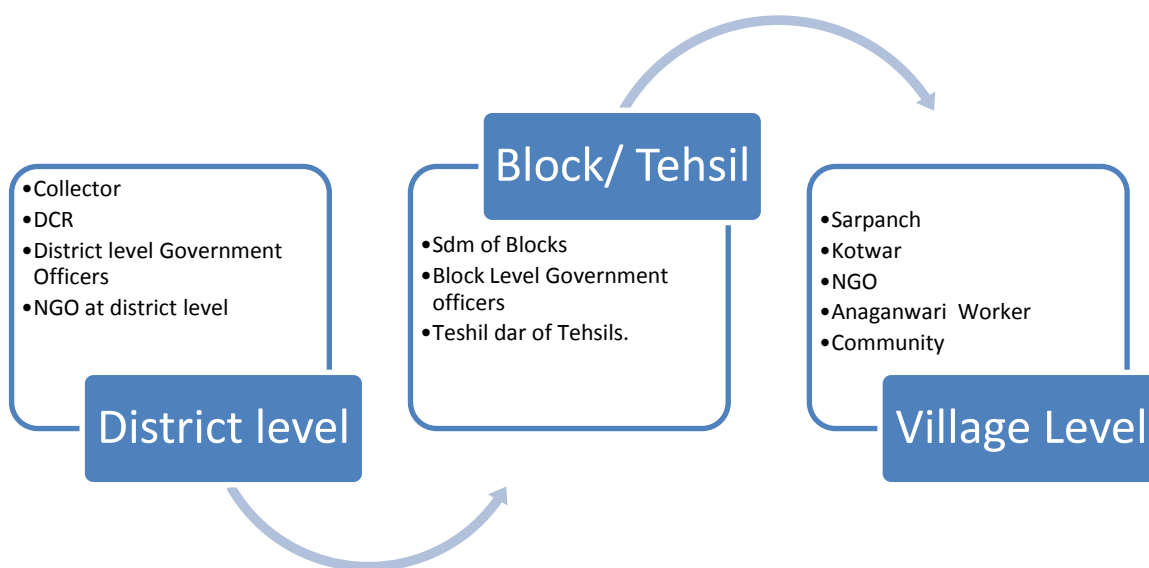 •Collector
•DCR
•District level Government
Officers
•NGO at district level
District level
Block/ Tehsil
•Sdm of Blocks
•Block Level Government
officers
•Teshil dar of Tehsils.
•Sarpanch
•Kotwar
•NGO
•Anaganwari Worker
•Community
Village Level